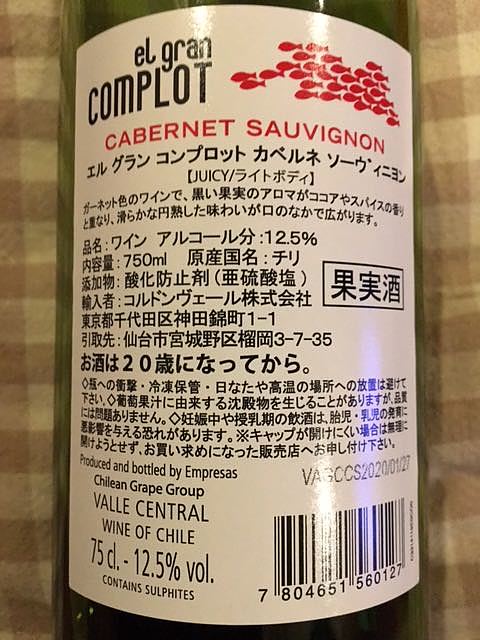 el gran
COMPLOT
CABERNET SAUVIGNON
エル グラン コンプロット カベルネ ソーヴィニヨン
【JUICY/ライトボディ】
ガーネット色のワインで、黒い果実のアロマがココアやスパイスの香り
と重なり、滑らかな円熟した味わいが口のなかで広がります。
品名：ワイン アルコール分：12.5%
内容量：750ml 原産国名：チリ
添加物：酸化防止剤（亜硫酸塩）
輸入者：コルドンヴェール株式会社
果実酒
東京都千代田区神田錦町1-1
引取先：仙台市宮城野区榴岡3-7-35
お酒は20歳になってから。
◇瓶への衝撃・冷凍保管・日なたや高温の場所への放置は避けて
下さい。◇葡萄果汁に由来する沈殿物を生じることがありますが、品質
には問題ありません。◇妊娠中や授乳期の飲酒は、胎児・乳児の発育に
悪影響を与える恐れがあります。※キャップが開けにくい場合は無理に
開けようとせず、お買い求めになった販売店へお申し付け下さい。
Produced and bottled by Empresas
Chilean Grape Group
VALLE CENTRAL
WINE OF CHILE
75 cl. - 12.5% vol.
CONTAINS SULPHITES
VAGCCS2020/01/27
7 804651 560127